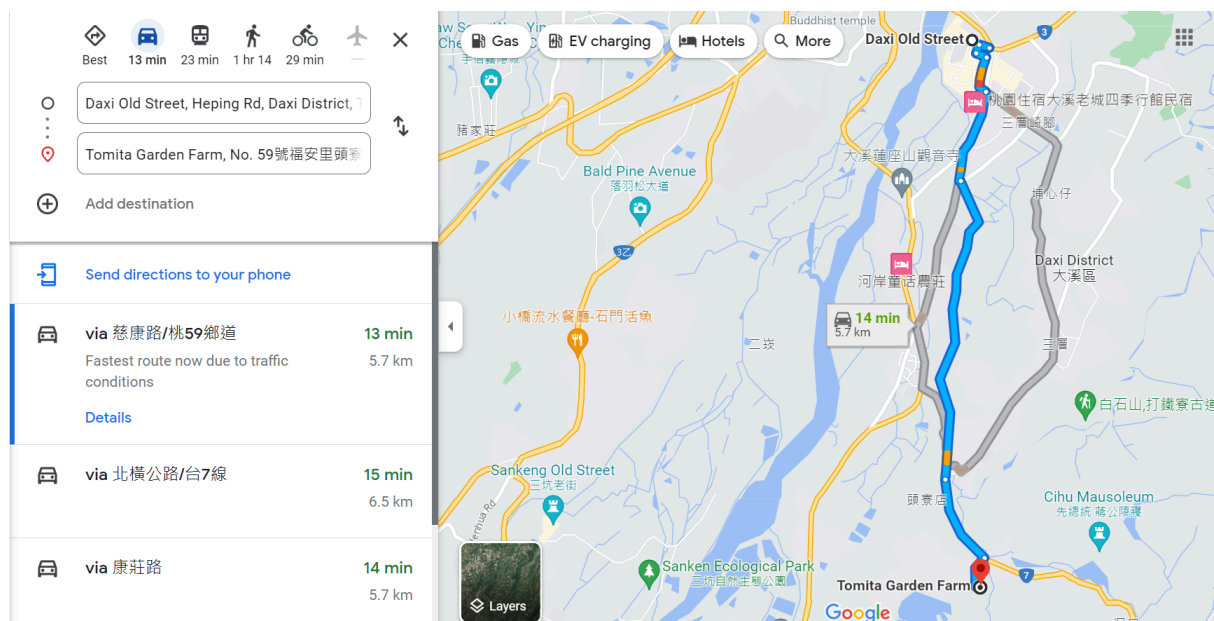 Best
13 min
23 min
1 hr 14
29 min
—
Daxi Old Street, Heping Rd, Daxi District,
Tomita Garden Farm, No. 59號福安里頭寮
Add destination
Send directions to your phone
via 慈康路/桃59鄉道
13 min
Fastest route now due to traffic
conditions
5.7 km
Details
via 北橫公路/台7線
15 min
6.5 km
via 康莊路
14 min
5.7 km
Gas
EV charging
Hotels
More
Buddhist temple
Daxi Old Street
3
豬家莊
桃園住宿大溪老城四季行館民宿
三層崎腳
大溪蓮座山觀音寺
Bald Pine Avenue
落羽松大道
埔心仔
3乙
Daxi District
大溪區
河岸童话農莊
小橋流水餐廳-石門活魚
14 min
5.7 km
二崁
三層
白石山,打鐵寮古道
Sankeng Old Street
三坑老街
頭寮店
Cihu Mausoleum
先總統 蔣公陵寢
Sanken Ecological Park
三坑自然生態公園
7
Tomita Garden Farm
Layers
Google